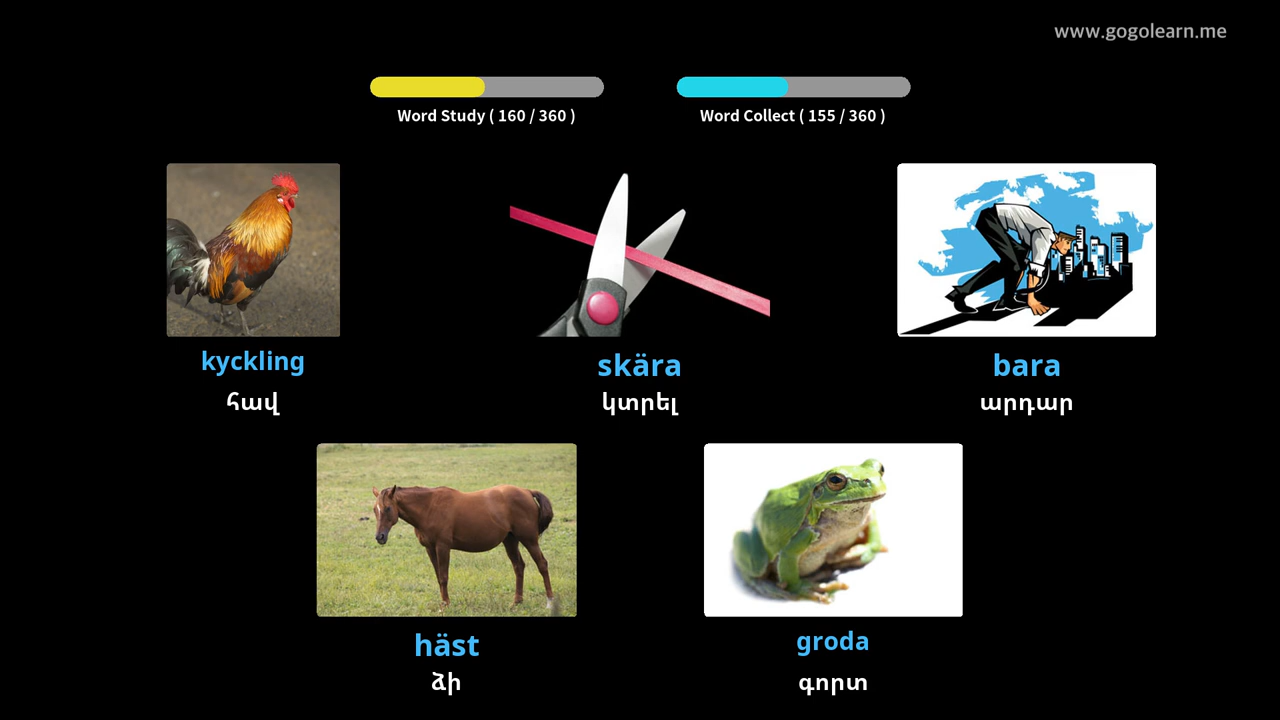 www.gogolearn.me
Word Study ( 160 / 360 )
Word Collect ( 155 / 360 )
kyckling
հավ
skära
կտրել
bara
արդար
häst
ձի
groda
գորտ